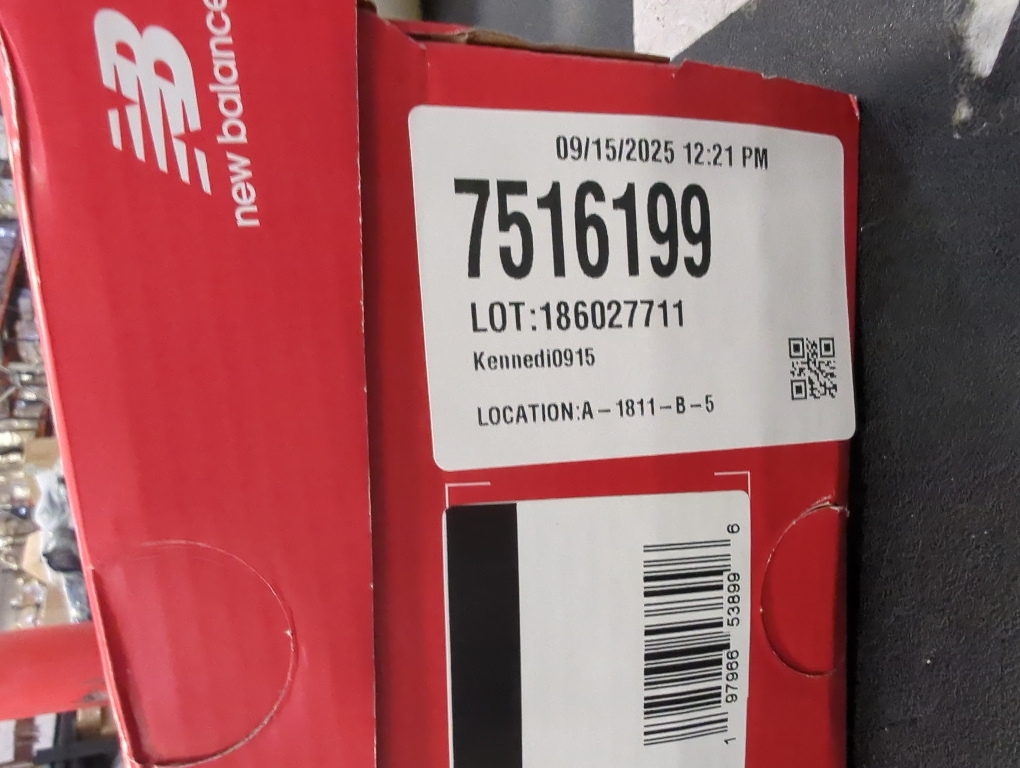 NB
new balance
09/15/2025 12:21 PM
7516199
LOT:186027711
Kennedi0915
LOCATION:A-1811-B-5
1 97966 53899 6